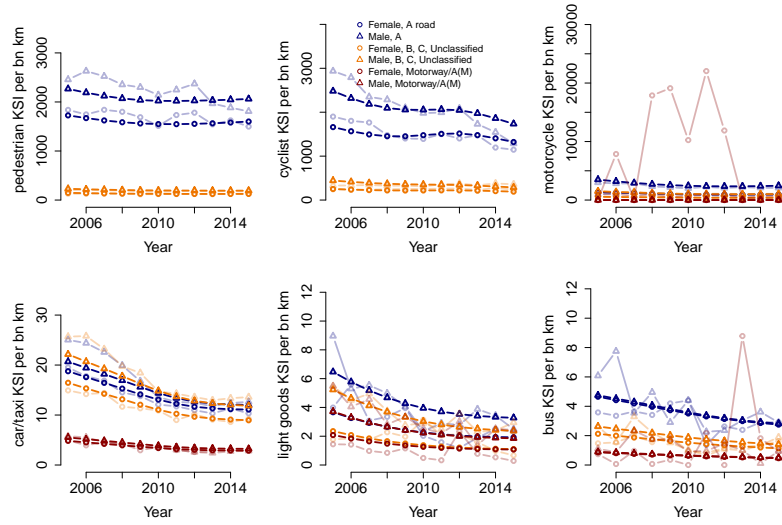 pedestrian KSI per bn km
0
1000
2000
3000
2006
2010
2014
Year
cyclist KSI per bn km
0
1000
3000
2006
2010
2014
Year
Female, A road
Male, A
Female, B, C, Unclassified
Male, B, C, Unclassified
Female, Motorway/A(M)
Male, Motorway/A(M)
motorcycle KSI per bn km
0
10000
20000
30000
2006
2010
2014
Year
car/taxi KSI per bn km
0
10
20
30
2006
2010
2014
Year
light goods KSI per bn km
0
2
4
6
8
12
2006
2010
2014
Year
bus KSI per bn km
0
2
4
6
8
12
2006
2010
2014
Year